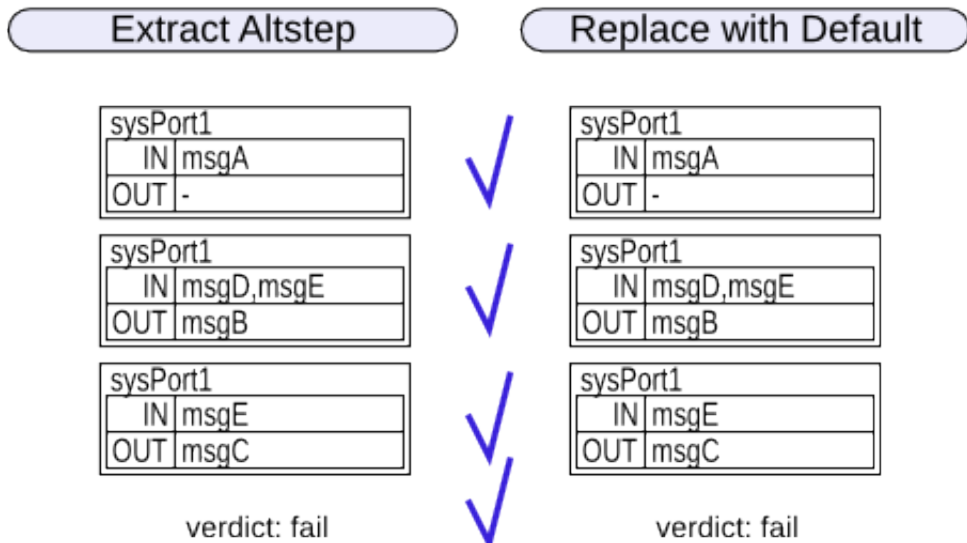 Extract Altstep
Replace with Default
sysPort1
IN msgA
OUT -
sysPort1
IN msgA
OUT -
sysPort1
IN msgD,msgE
OUT msgB
sysPort1
IN msgD,msgE
OUT msgB
sysPort1
IN msgE
OUT msgC
sysPort1
IN msgE
OUT msgC
verdict: fail
verdict: fail